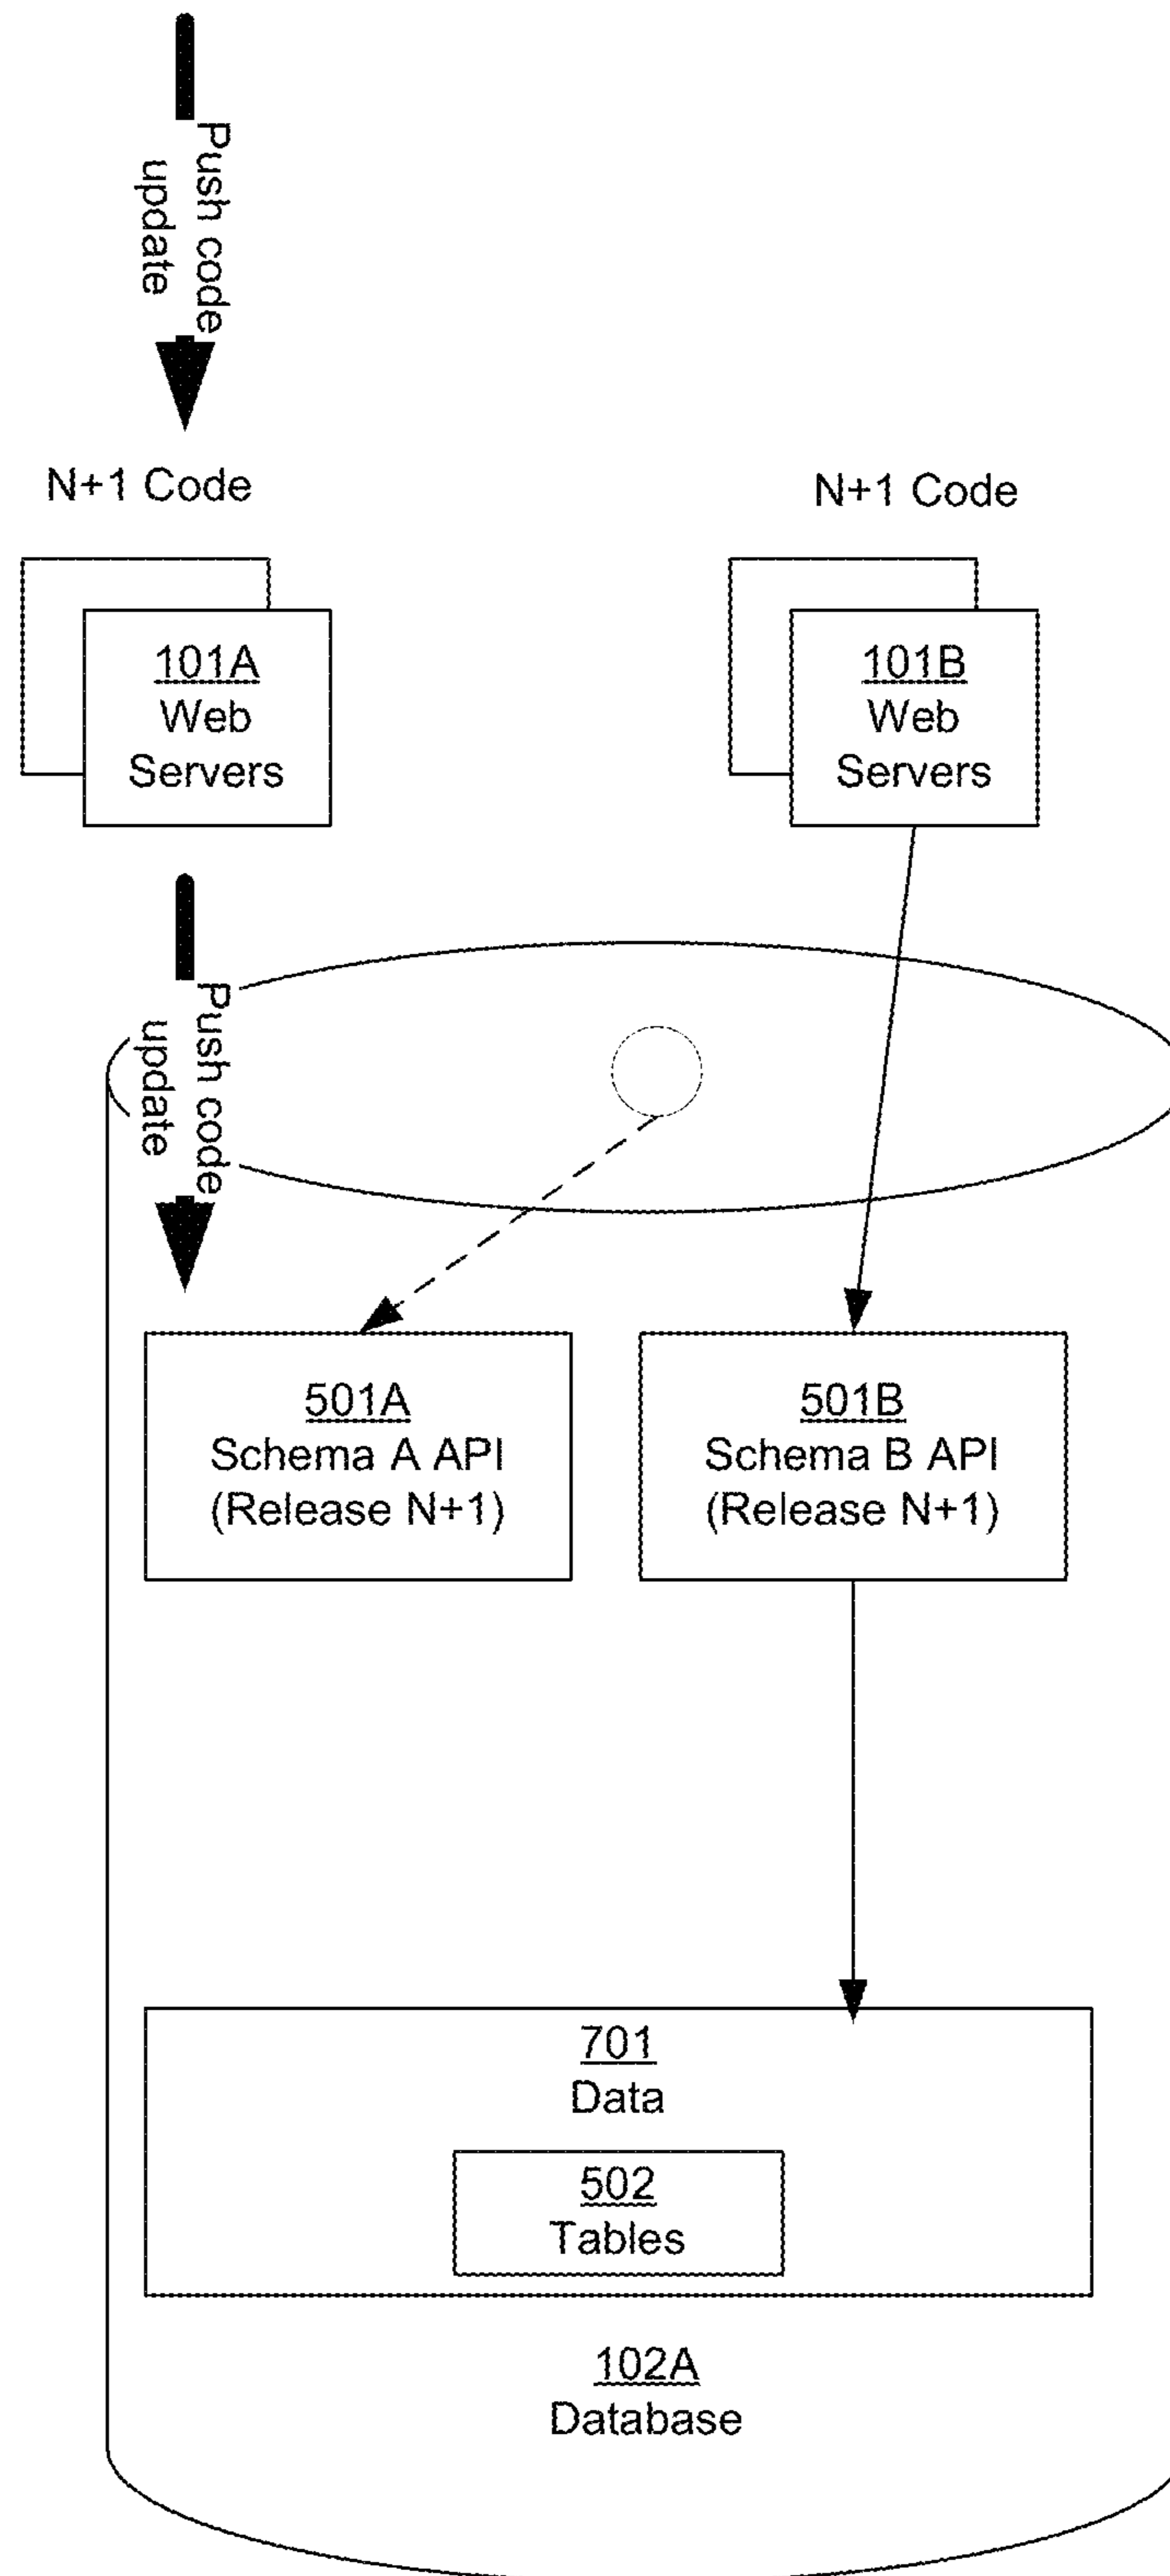 Push code
update
N+1 Code
N+1 Code
101A
Web
Servers
101B
Web
Servers
Push code
update
501A
Schema A API
(Release N+1)
501B
Schema B API
(Release N+1)
701
Data
502
Tables
102A
Database